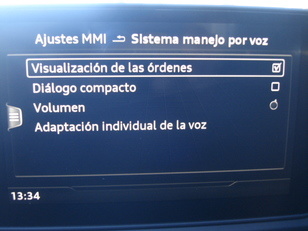 Ajustes MMI Sistema manejo por voz
Visualización de las órdenes
Diálogo compacto
Volumen
Adaptación individual de la voz
13:34